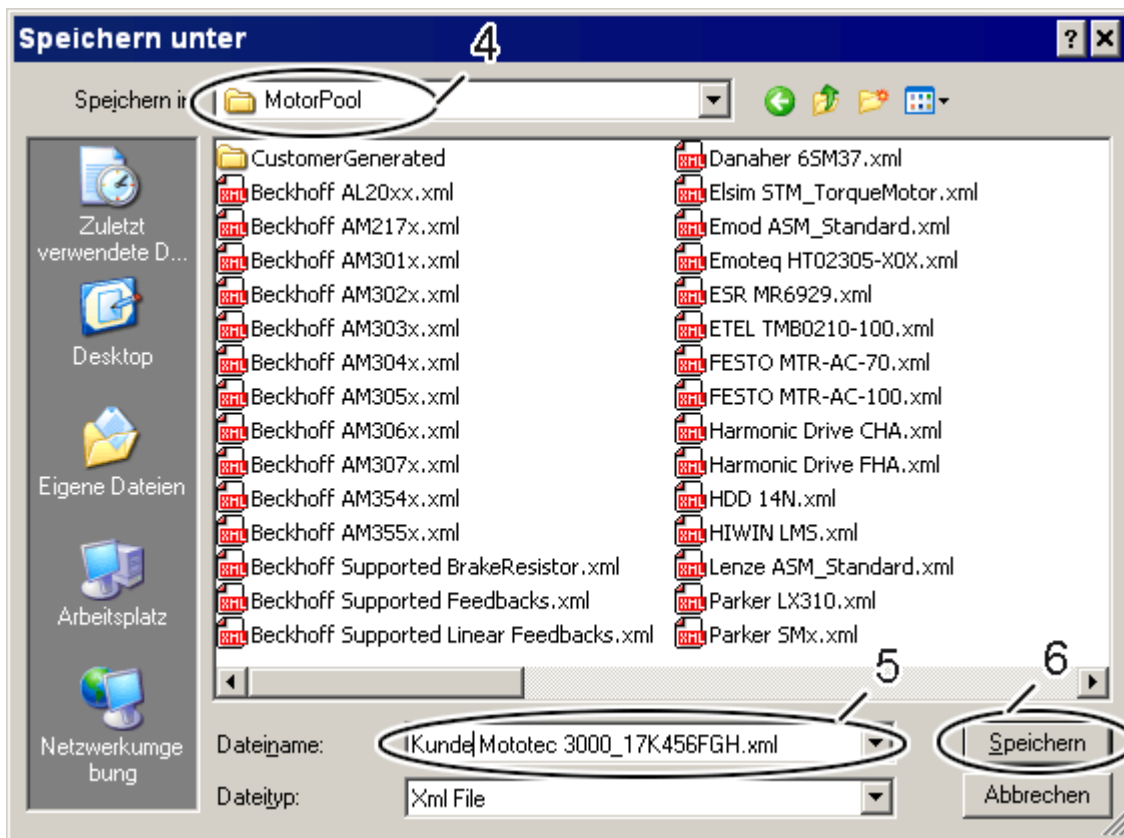 Speichern unter
4
Speichern in
MotorPool
Zuletzt
verwendete D...
Desktop
Eigene Dateien
Arbeitsplatz
Netzwerkumge
bung
CustomerGenerated
Beckhoff AL20xx.xml
Beckhoff AM217x.xml
Beckhoff AM301x.xml
Beckhoff AM302x.xml
Beckhoff AM303x.xml
Beckhoff AM304x.xml
Beckhoff AM305x.xml
Beckhoff AM306x.xml
Beckhoff AM307x.xml
Beckhoff AM354x.xml
Beckhoff AM355x.xml
Beckhoff Supported BrakeResistor.xml
Beckhoff Supported Feedbacks.xml
Beckhoff Supported Linear Feedbacks.xml
Danaher 6SM37.xml
Elsim STM_TorqueMotor.xml
Emod ASM_Standard.xml
Emoteq HT02305-X0X.xml
ESR MR6929.xml
ETEL TMB0210-100.xml
FESTO MTR-AC-70.xml
FESTO MTR-AC-100.xml
Harmonic Drive CHA.xml
Harmonic Drive FHA.xml
HDD 14N.xml
HIWIN LMS.xml
Lenze ASM_Standard.xml
Parker LX310.xml
Parker SMx.xml
5
6
Dateiname:
Kunde Mototec 3000_17K456FGH.xml
Speichern
Dateityp:
Xml File
Abbrechen